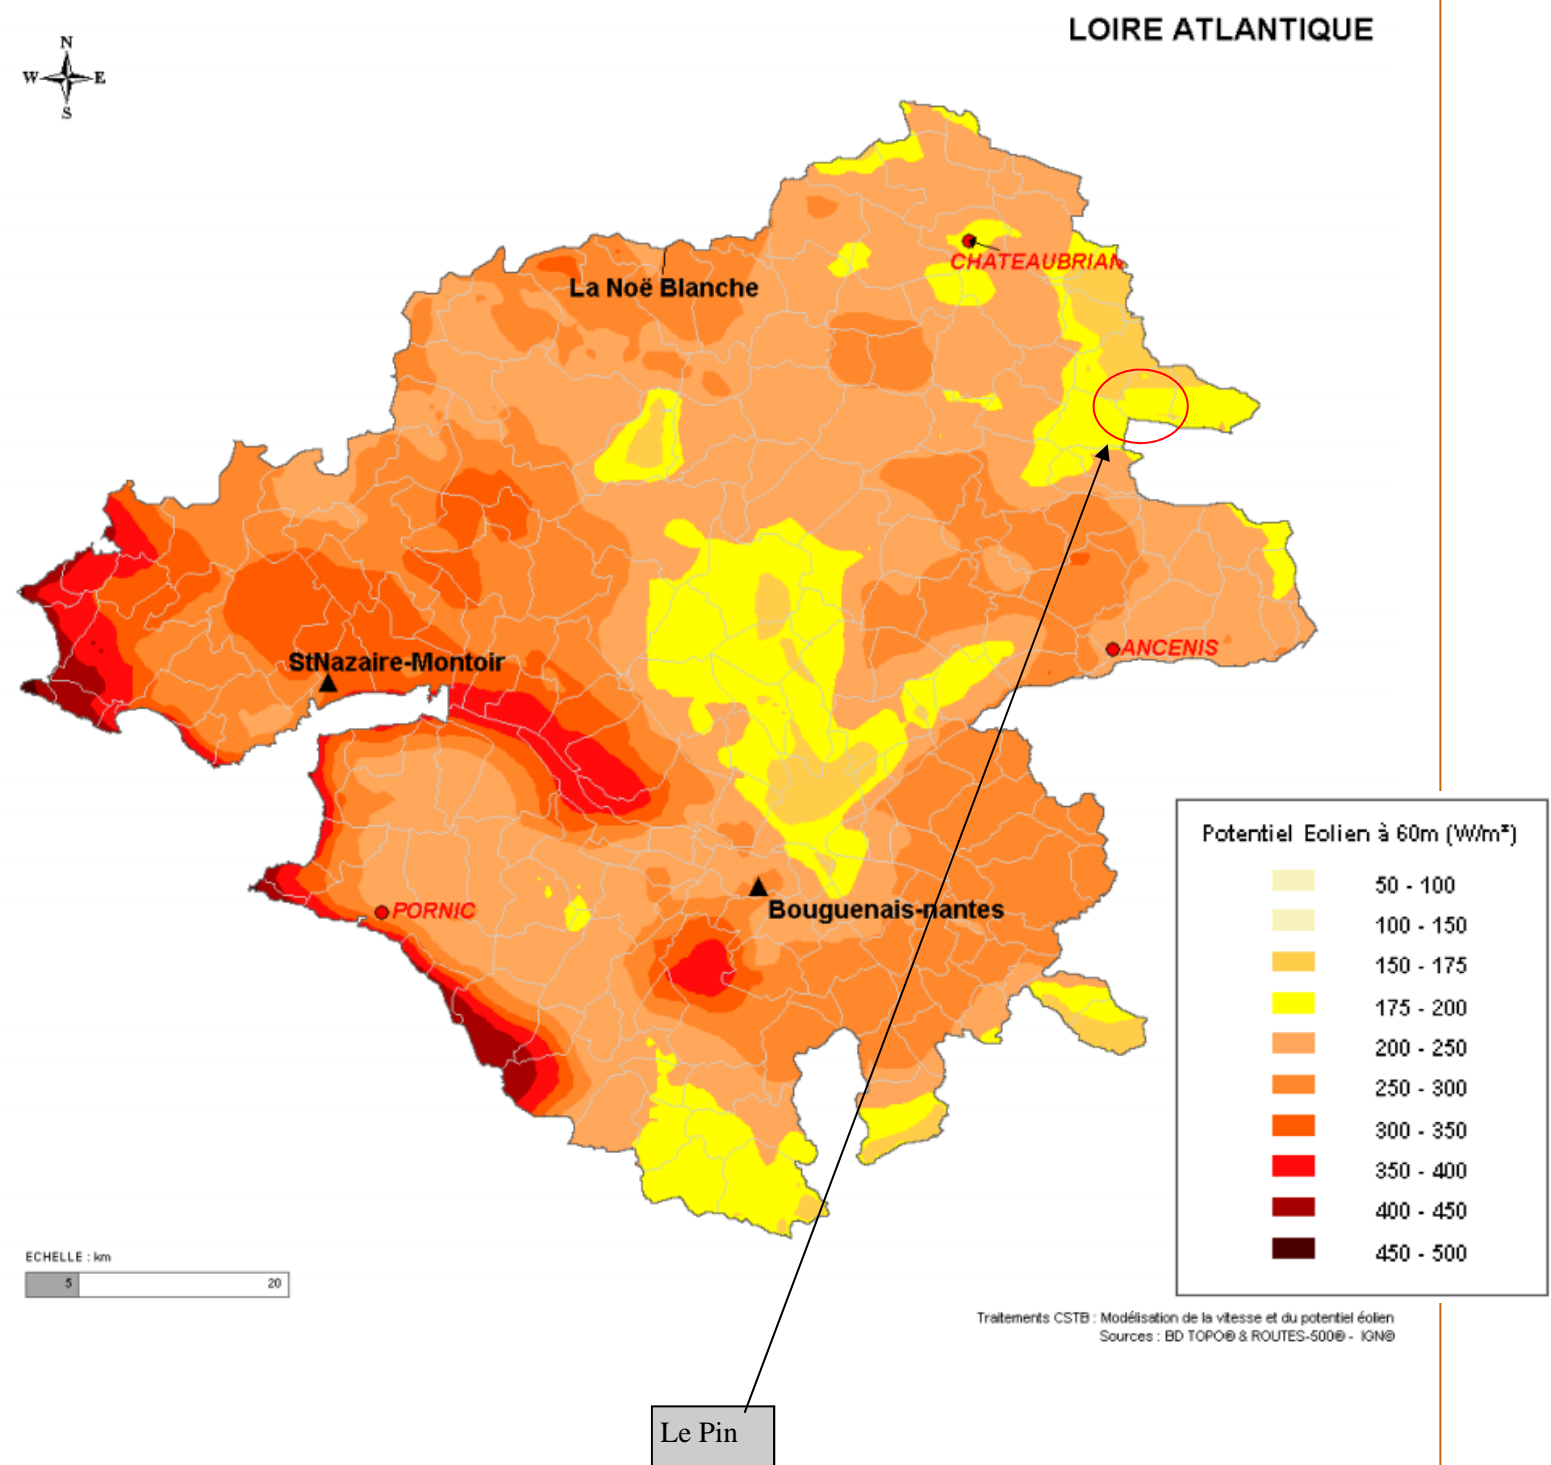 LOIRE ATLANTIQUE
N
W E
S
CHATEAUBRIAN
La Noë Blanche
StNazaire-Montoir
ANCENIS
PORNIC
Bouguenais-nantes
Potentiel Eolien à 60m (W/m²)
50 - 100
100 - 150
150 - 175
175 - 200
200 - 250
250 - 300
300 - 350
350 - 400
400 - 450
450 - 500
ECHELLE : km
5 20
Traitements CSTB : Modélisation de la vitesse et du potentiel éolien
Sources : BD TOPO® & ROUTES-500® - IGN®
Le Pin